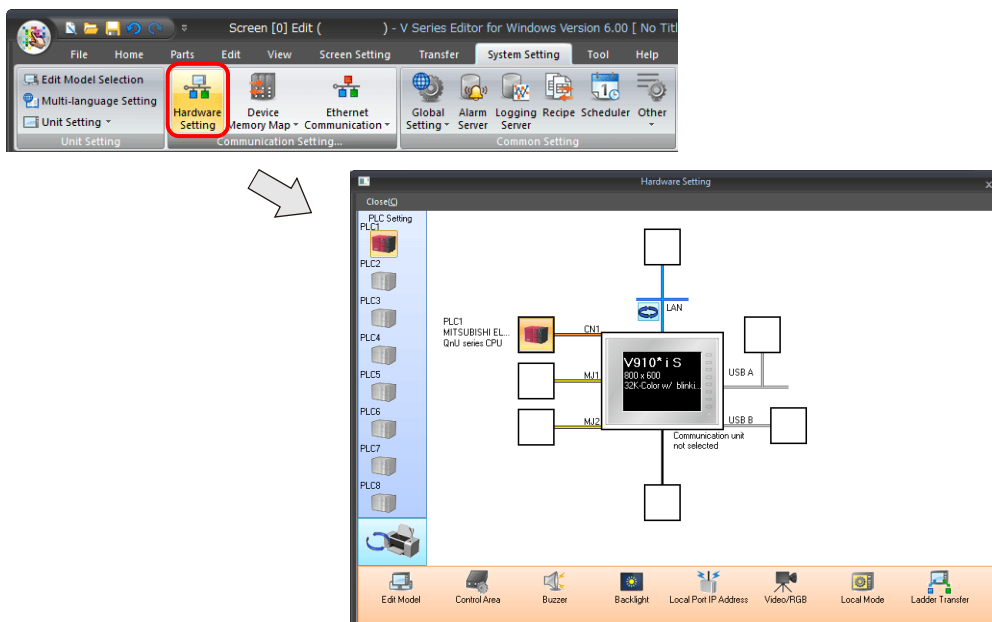 Screen [0] Edit ( ) - V Series Editor for Windows Version 6.00 [ No Titl
File Home Parts Edit View Screen Setting Transfer System Setting Tool Help
Edit Model Selection
Multi-language Setting
Unit Setting
Unit Setting
Hardware
Setting
Device
Memory Map
Ethernet
Communication
Communication Setting...
Global
Setting
Alarm
Server
Logging
Server
Recipe
Scheduler
Other
Common Setting
Hardware Setting
Close(C)
PLC Setting
PLC1
PLC2
PLC3
PLC4
PLC5
PLC6
PLC7
PLC8
LAN
PLC1
MITSUBISHI EL...
QnU series CPU
CN1
MJ1
MJ2
V910* i S
800 x 600
32K-Color w/ blinki...
USB A
USB B
Communication unit
not selected
Edit Model
Control Area
Buzzer
Backlight
Local Port IP Address
Video/RGB
Local Mode
Ladder Transfer